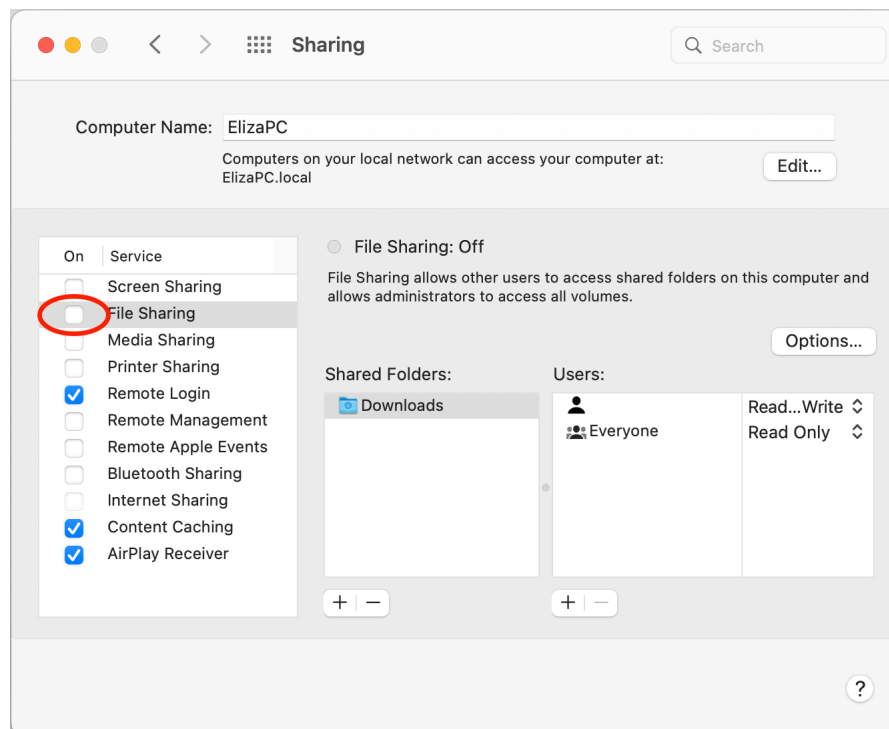 Sharing
Search
Computer Name: ElizaPC
Computers on your local network can access your computer at:
ElizaPC.local
Edit...
On Service
Screen Sharing
File Sharing
Media Sharing
Printer Sharing
Remote Login
Remote Management
Remote Apple Events
Bluetooth Sharing
Internet Sharing
Content Caching
AirPlay Receiver
File Sharing: Off
File Sharing allows other users to access shared folders on this computer and
allows administrators to access all volumes.
Options...
Shared Folders:
Downloads
Users:
Read...Write
Everyone Read Only
+ −
+ −
?